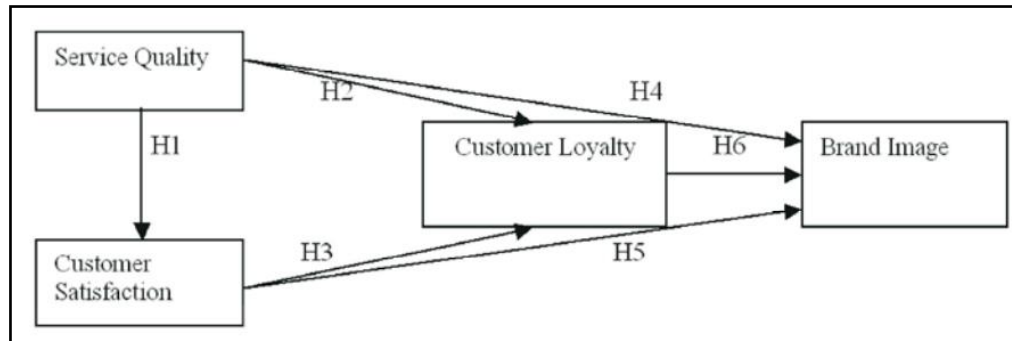 Service Quality
H2
H4
H1
Customer Loyalty
H6
Brand Image
Customer
Satisfaction
H3
H5